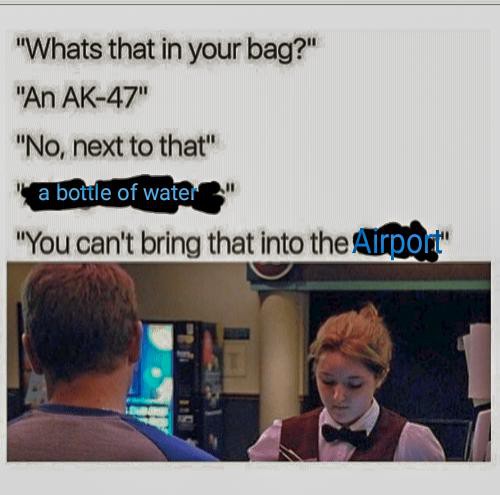 "Whats that in your bag?"
"An AK-47"
"No, next to that"
" a bottle of water "
"You can't bring that into the Airport"